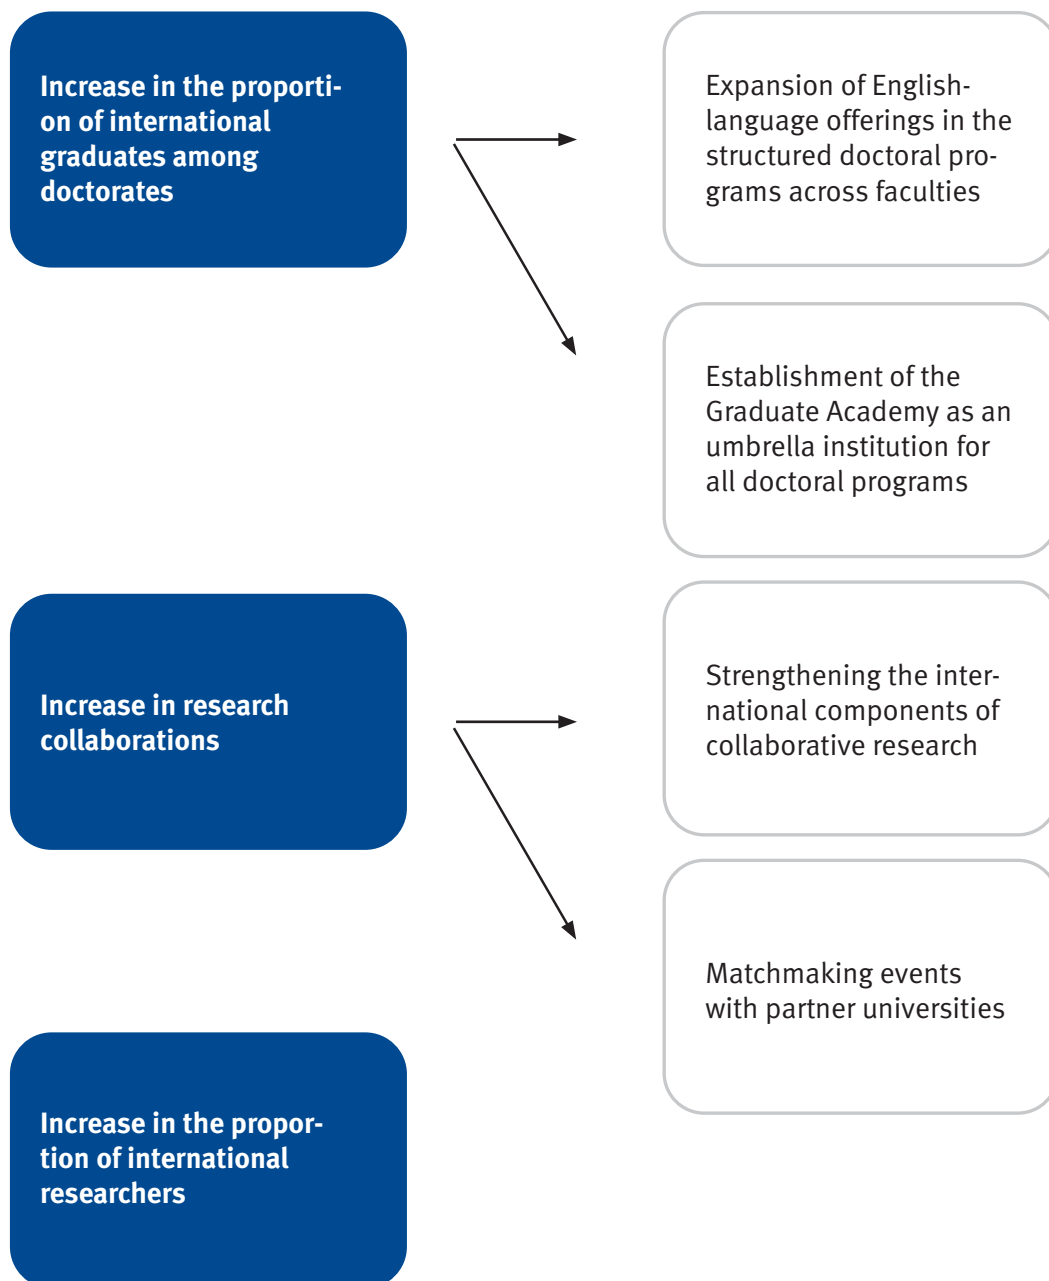 Increase in the proporti-
on of international
graduates among
doctorates
Expansion of English-
language offerings in the
structured doctoral pro-
grams across faculties
Establishment of the
Graduate Academy as an
umbrella institution for
all doctoral programs
Increase in research
collaborations
Strengthening the inter-
national components of
collaborative research
Matchmaking events
with partner universities
Increase in the propor-
tion of international
researchers